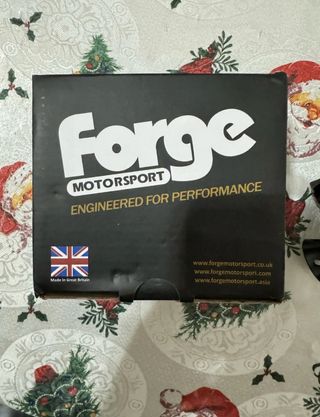 forge
MOTORSPORT
ENGINEERED FOR PERFORMANCE
www.forgemotorsport.co.uk
www.forgemotorsport.com
www.forgemotorsport.asia
Made In Great Britain